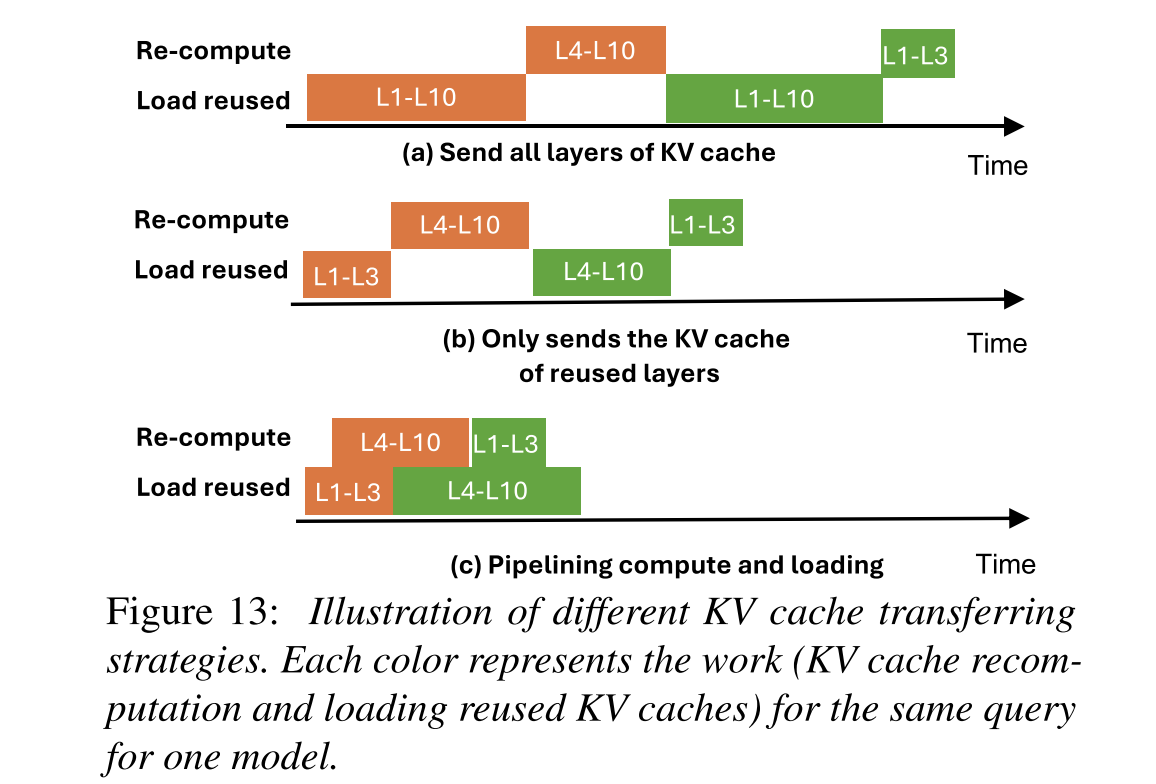 Re-compute L4-L10 L1-L3
Load reused L1-L10 L1-L10
(a) Send all layers of KV cache
Time
Re-compute L4-L10 L1-L3
Load reused L1-L3 L4-L10
(b) Only sends the KV cache
of reused layers
Time
Re-compute L4-L10 L1-L3
Load reused L1-L3 L4-L10
(c) Pipelining compute and loading
Time
Figure 13: Illustration of different KV cache transferring
strategies. Each color represents the work (KV cache recom-
putation and loading reused KV caches) for the same query
for one model.